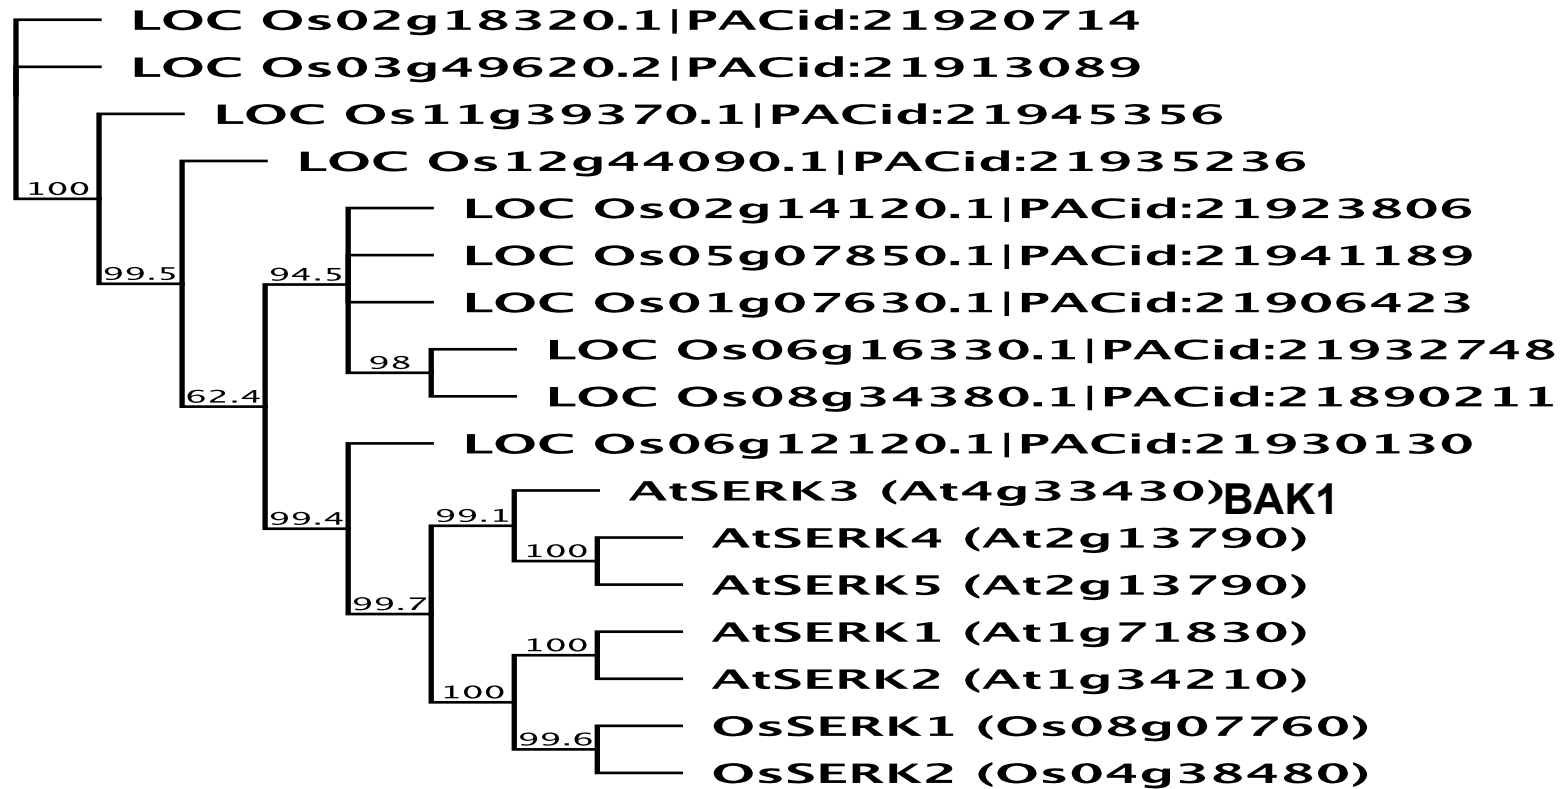 LOC Os02g18320.1|PACid:21920714
LOC Os03g49620.2|PACid:21913089
LOC Os11g39370.1|PACid:21945356
LOC Os12g44090.1|PACid:21935236
100
LOC Os02g14120.1|PACid:21923806
LOC Os05g07850.1|PACid:21941189
99.5
94.5
LOC Os01g07630.1|PACid:21906423
LOC Os06g16330.1|PACid:21932748
98
LOC Os08g34380.1|PACid:21890211
62.4
LOC Os06g12120.1|PACid:21930130
AtSERK3 (At4g33430)BAK1
99.4
99.1
AtSERK4 (At2g13790)
100
AtSERK5 (At2g13790)
99.7
AtSERK1 (At1g71830)
100
AtSERK2 (At1g34210)
100
OsSERK1 (Os08g07760)
99.6
OsSERK2 (Os04g38480)